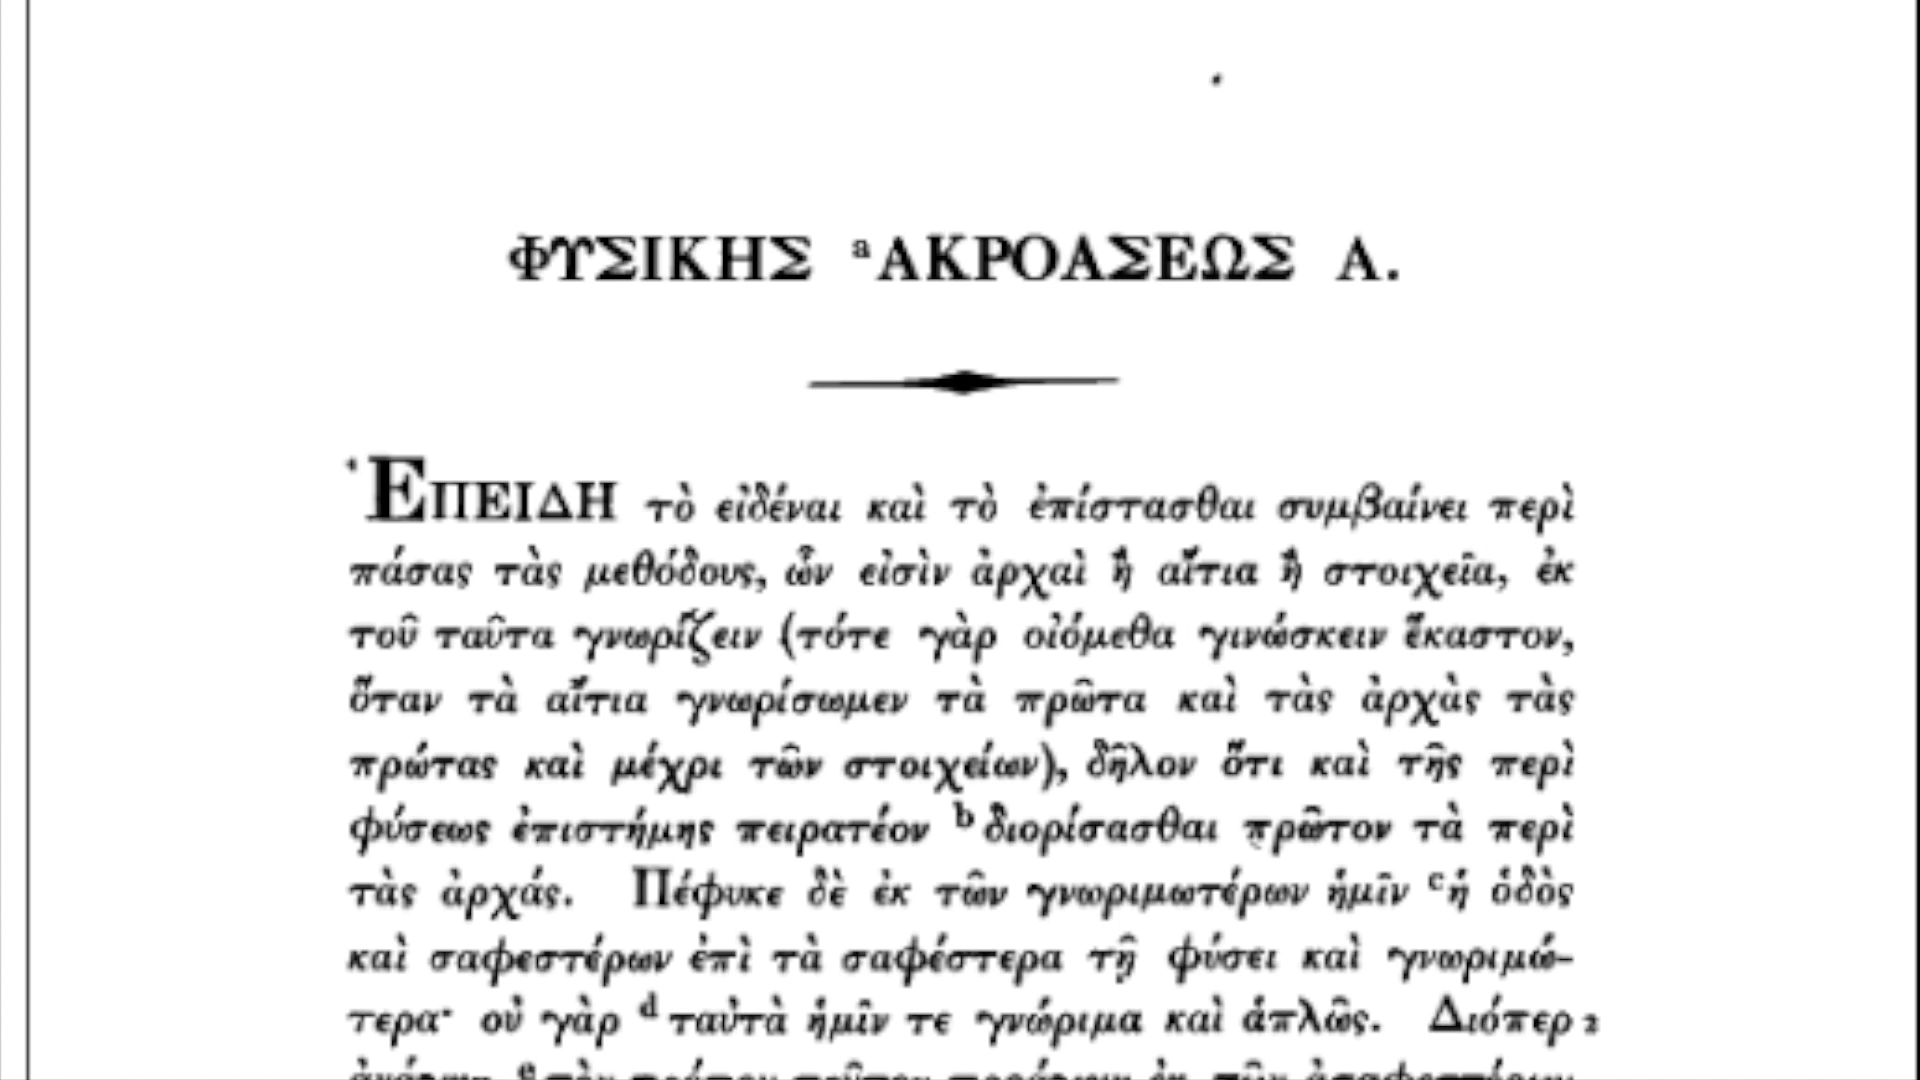 ΦΥΣΙΚΗΣ ᵃΑΚΡΟΑΣΕΩΣ Α.
ἘΠΕΙΔΗ τὸ εἰδέναι καὶ τὸ ἐπίστασθαι συμβαίνει περὶ
πάσας τὰς μεθόδους, ὧν εἰσὶν ἀρχαὶ ἢ αἴτια ἢ στοιχεῖα, ἐκ
τοῦ ταῦτα γνωρίζειν (τότε γὰρ οἰόμεθα γινώσκειν ἕκαστον,
ὅταν τὰ αἴτια γνωρίσωμεν τὰ πρῶτα καὶ τὰς ἀρχὰς τὰς
πρώτας καὶ μέχρι τῶν στοιχείων), δῆλον ὅτι καὶ τῆς περὶ
φύσεως ἐπιστήμης πειρατέον ᵇ διορίσασθαι πρῶτον τὰ περὶ
τὰς ἀρχάς. Πέφυκε δὲ ἐκ τῶν γνωριμωτέρων ἡμῖν ᶜ ἡ ὁδὸς
καὶ σαφεστέρων ἐπὶ τὰ σαφέστερα τῇ φύσει καὶ γνωριμώ-
τερα· οὐ γὰρ ᵈ ταὐτὰ ἡμῖν τε γνώριμα καὶ ἁπλῶς. Διόπερ 2